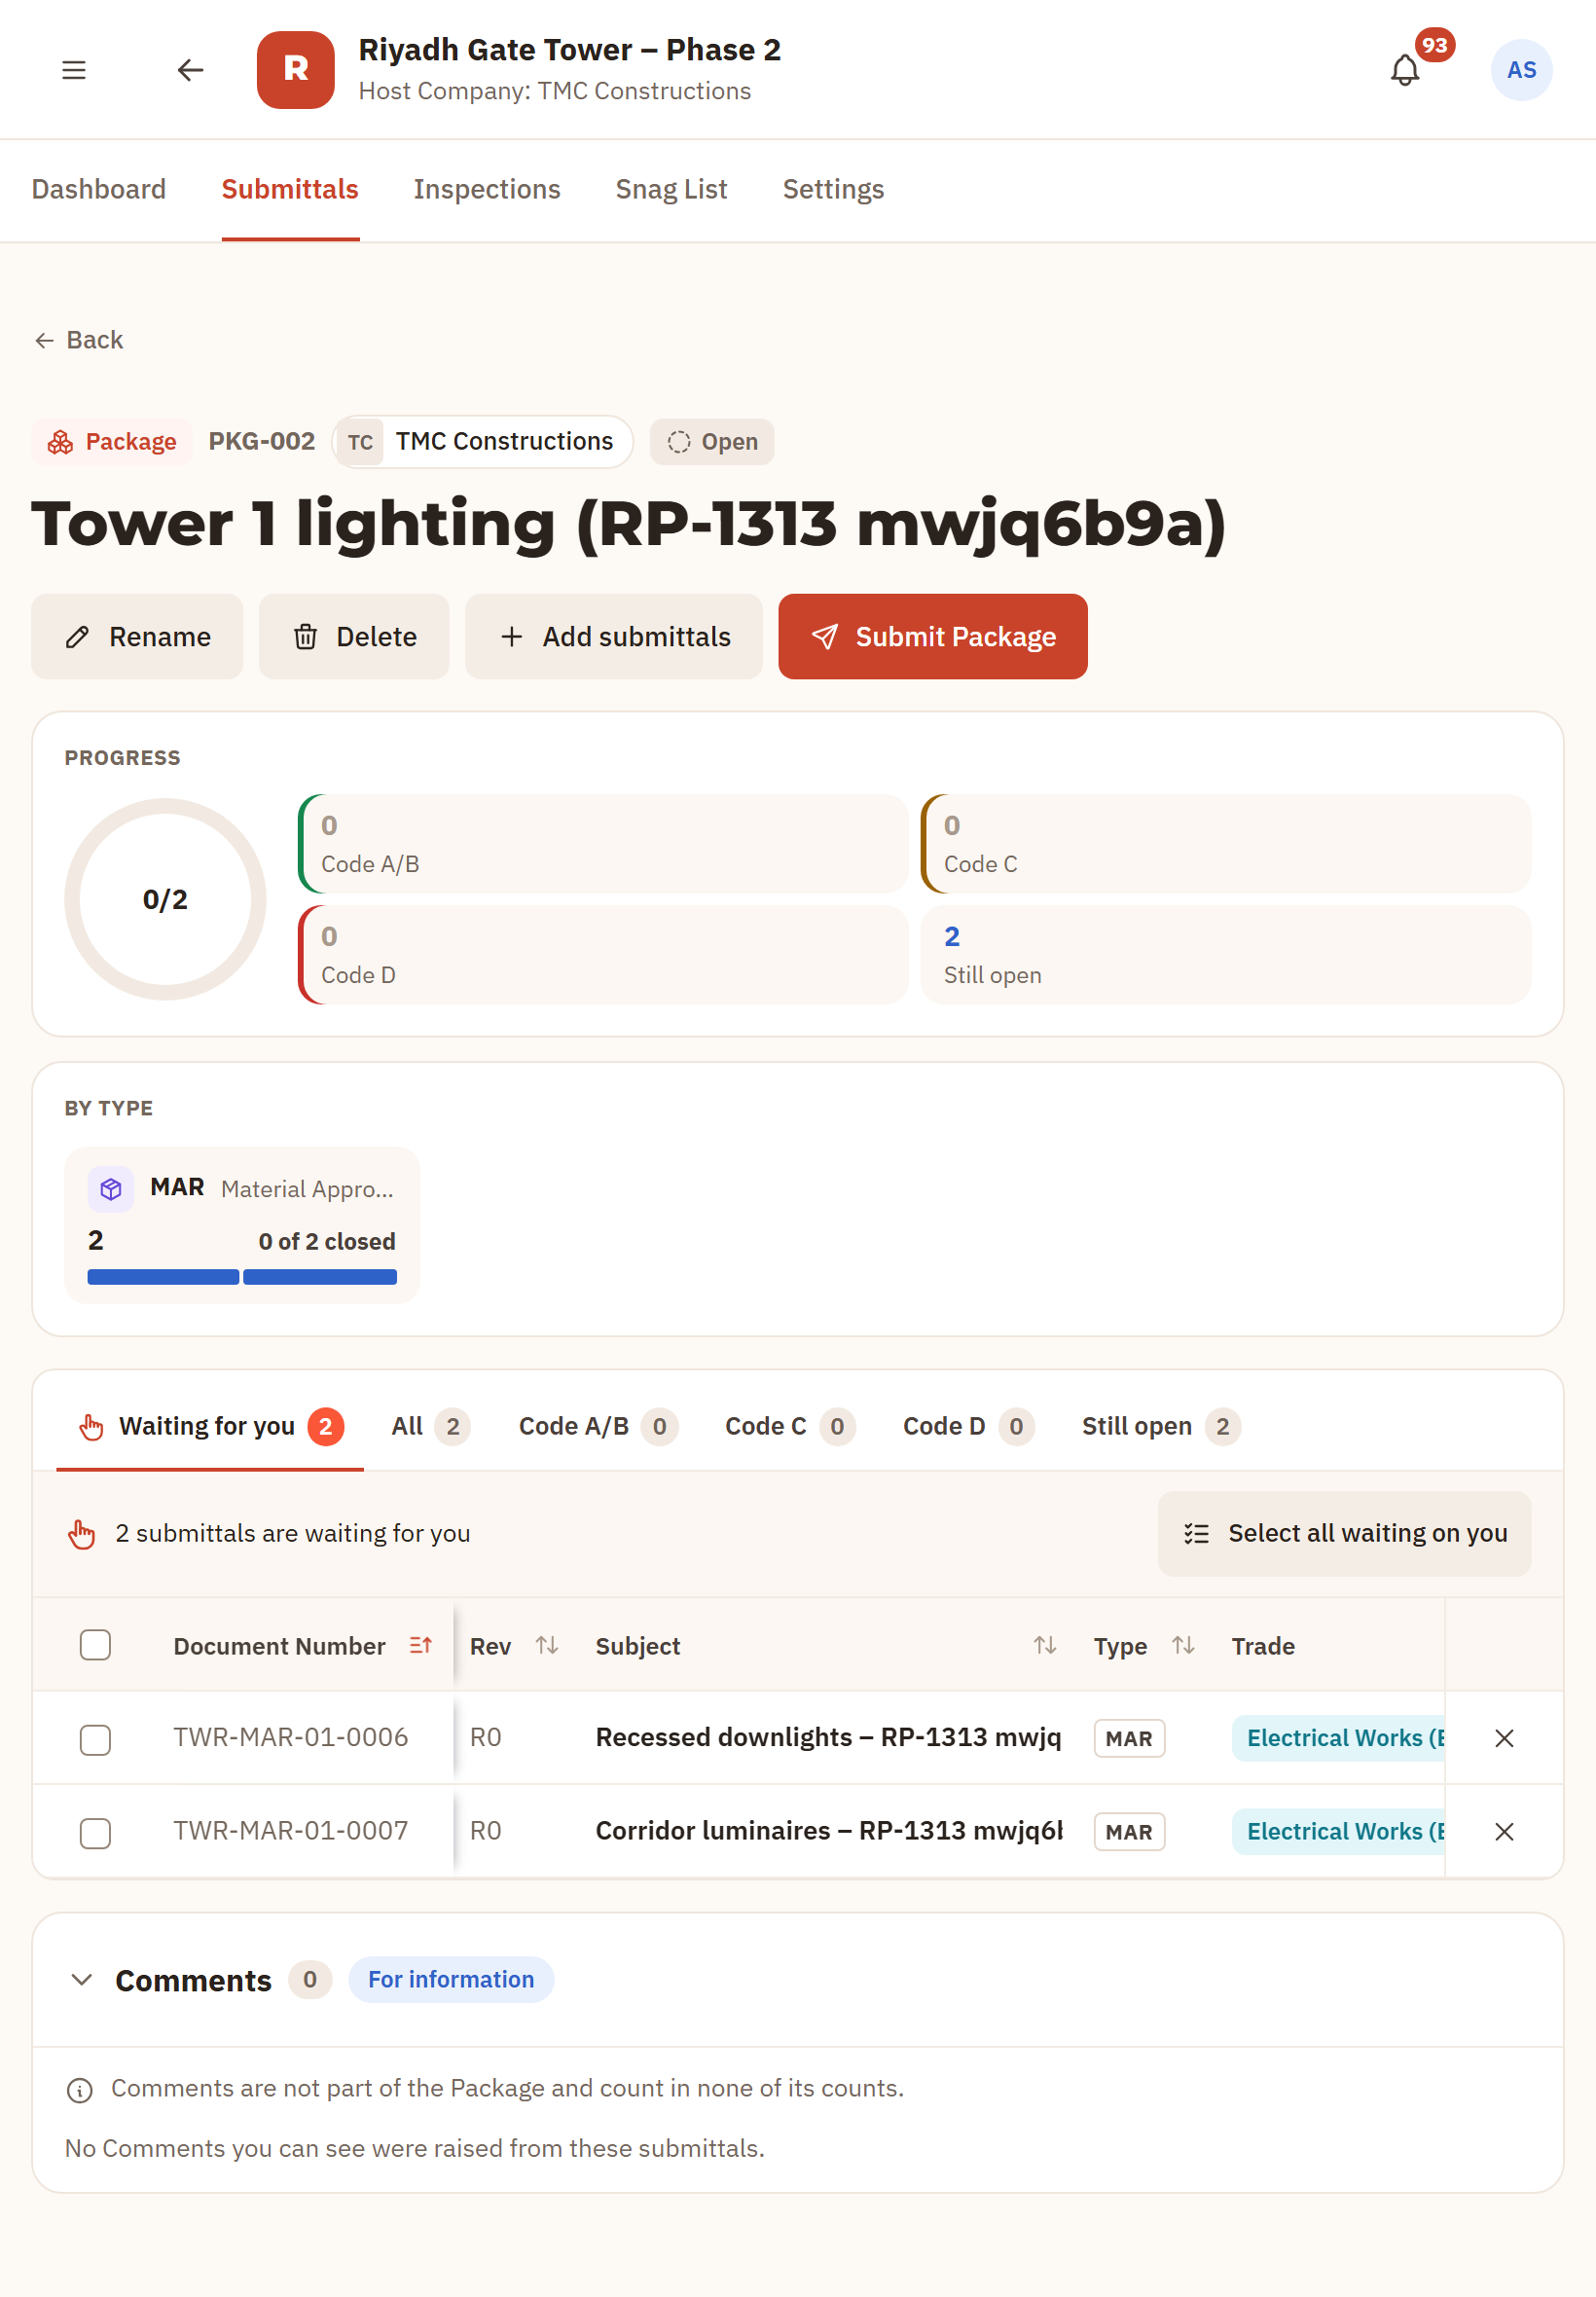 R
Riyadh Gate Tower – Phase 2
Host Company: TMC Constructions
93
AS
Dashboard Submittals Inspections Snag List Settings
Back
Package PKG-002 TC TMC Constructions Open
Tower 1 lighting (RP-1313 mwjq6b9a)
Rename Delete Add submittals Submit Package
PROGRESS
0/2
0
Code A/B
0
Code C
0
Code D
2
Still open
BY TYPE
MAR Material Appro...
2 0 of 2 closed
Waiting for you 2 All 2 Code A/B 0 Code C 0 Code D 0 Still open 2
2 submittals are waiting for you Select all waiting on you
Document Number Rev Subject Type Trade
TWR-MAR-01-0006 R0 Recessed downlights – RP-1313 mwjq MAR Electrical Works (E
TWR-MAR-01-0007 R0 Corridor luminaires – RP-1313 mwjq6 MAR Electrical Works (E
Comments 0 For information
Comments are not part of the Package and count in none of its counts.
No Comments you can see were raised from these submittals.